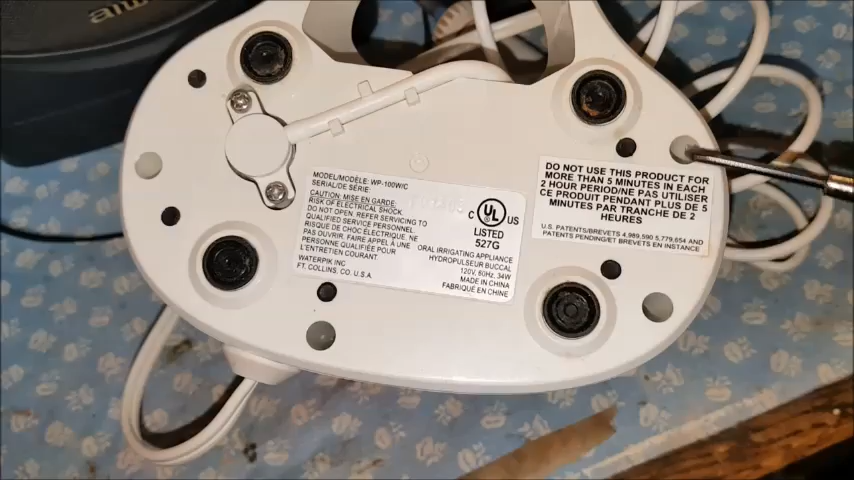 aiwa
MODEL/MODÈLE: WP-100W/C
SERIAL/DE SÉRIE:
CAUTION: MISE EN GARDE:
RISK OF ELECTRICAL SHOCK.
DO NOT OPEN. REFER SERVICING TO
QUALIFIED SERVICE PERSONNEL.
RISQUE DE CHOC ÉLECTRIQUE, NE
PAS OUVRIR. FAIRE APPEL À UNE
PERSONNE QUALIFIÉE POUR
L'ENTRETIEN COURANT.
WATERPIK INC
FT. COLLINS, CO. U.S.A.
C UL US
LISTED
527G
ORAL IRRIGATING APPLIANCE
HYDROPULSEUR BUCCAL
120V, 60Hz, 34W
MADE IN CHINA
FABRIQUÉ EN CHINE
DO NOT USE THIS PRODUCT FOR
MORE THAN 5 MINUTES IN EACH
2 HOUR PERIOD/NE PAS UTILISER
CE PRODUIT PENDANT PLUS DE 5
MINUTES PAR TRANCHE DE 2
HEURES
U.S. PATENTS/BREVETS 4,989,590 5,779,654 AND
PATENTS PENDING/ET BREVETS EN INSTANCE